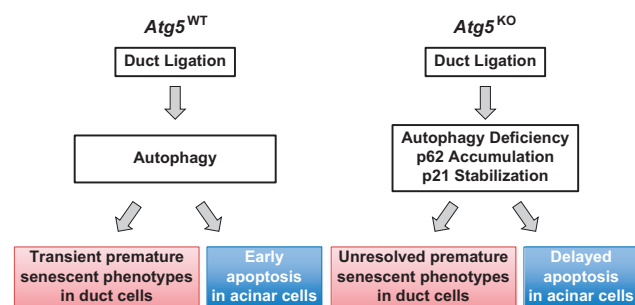 Atg5WT
Duct Ligation
Autophagy
Transient premature
senescent phenotypes
in duct cells
Early
apoptosis
in acinar cells
Atg5KO
Duct Ligation
Autophagy Deficiency
p62 Accumulation
p21 Stabilization
Unresolved premature
senescent phenotypes
in duct cells
Delayed
apoptosis
in acinar cells